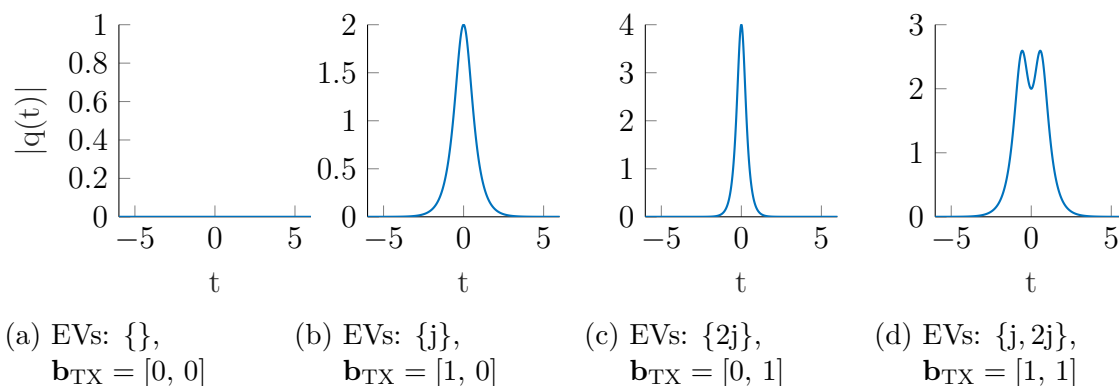 1
0.8
0.6
0.4
0.2
0
|q(t)|
−5 0 5
t
2
1.5
1
0.5
0
−5 0 5
t
4
3
2
1
0
−5 0 5
t
3
2
1
0
−5 0 5
t
(a) EVs: {},
b_TX = [0, 0]
(b) EVs: {j},
b_TX = [1, 0]
(c) EVs: {2j},
b_TX = [0, 1]
(d) EVs: {j, 2j},
b_TX = [1, 1]